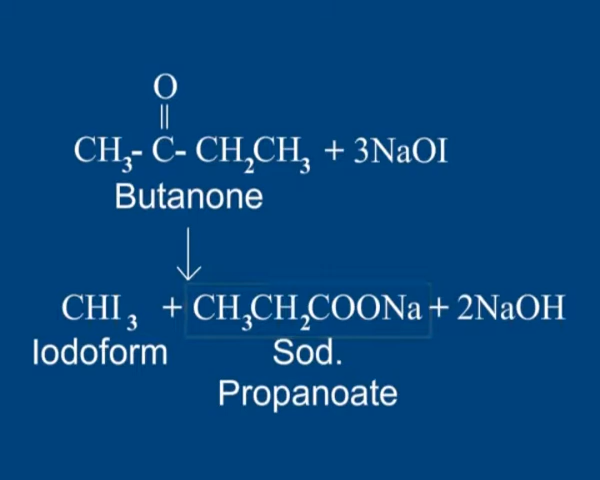 O
||
CH₃- C- CH₂CH₃ + 3NaOI
Butanone
↓
CHI₃ + CH₃CH₂COONa + 2NaOH
Iodoform Sod.
Propanoate